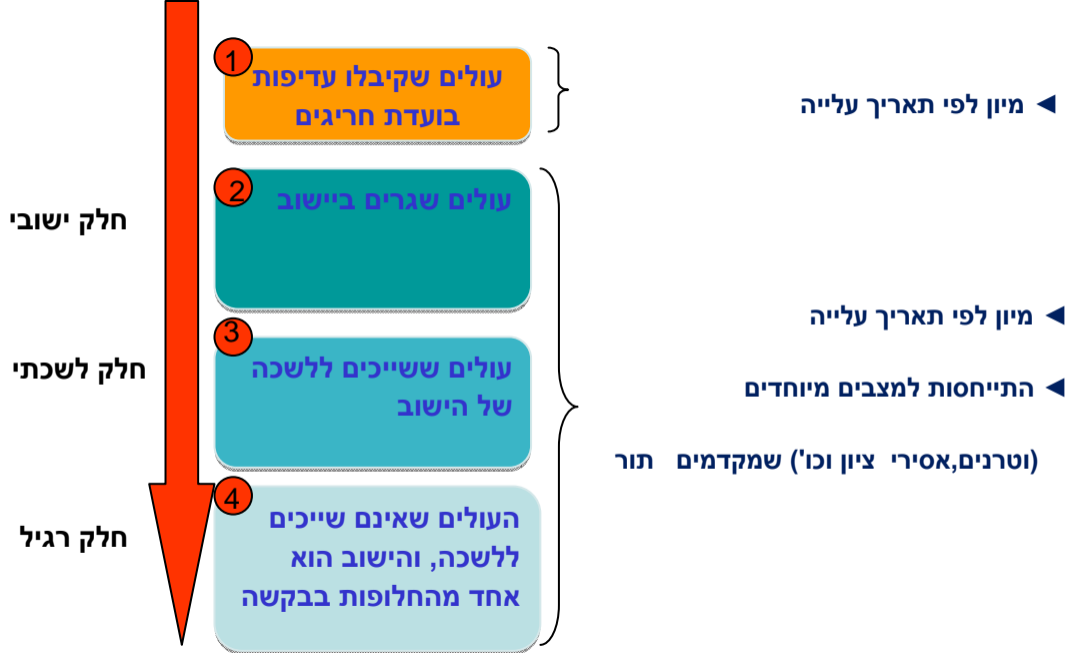 1
עולים שקיבלו עדיפות
בועדת חריגים
◄ מיון לפי תאריך עלייה
2
עולים שגרים ביישוב
חלק ישובי
◄ מיון לפי תאריך עלייה
3
עולים ששייכים ללשכה
של הישוב
חלק לשכתי
◄ התייחסות למצבים מיוחדים
(וטרנים,אסירי ציון וכו') שמקדמים תור
4
העולים שאינם שייכים
ללשכה, והישוב הוא
אחד מהחלופות בבקשה
חלק רגיל